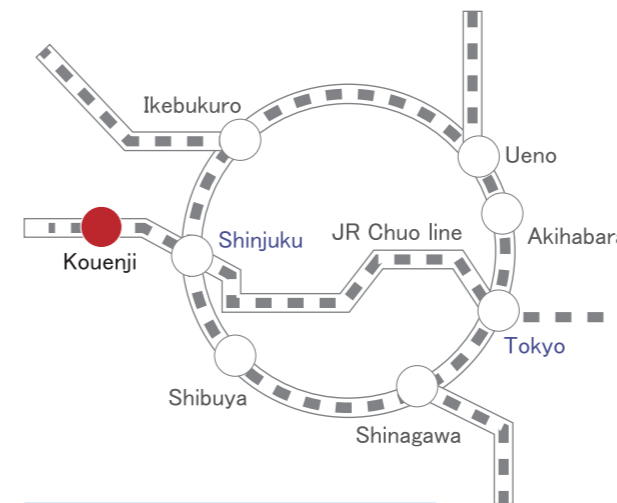 Ikebukuro
Ueno
Shinjuku
JR Chuo line
Akihabara
Kouenji
Tokyo
Shibuya
Shinagawa